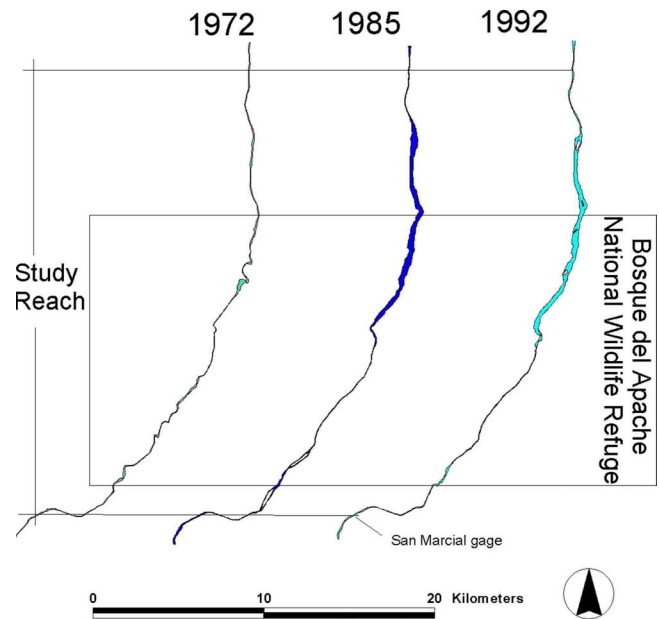 1972 1985 1992
Study
Reach
Bosque del Apache
National Wildlife Refuge
San Marcial gage
0 10 20 Kilometers